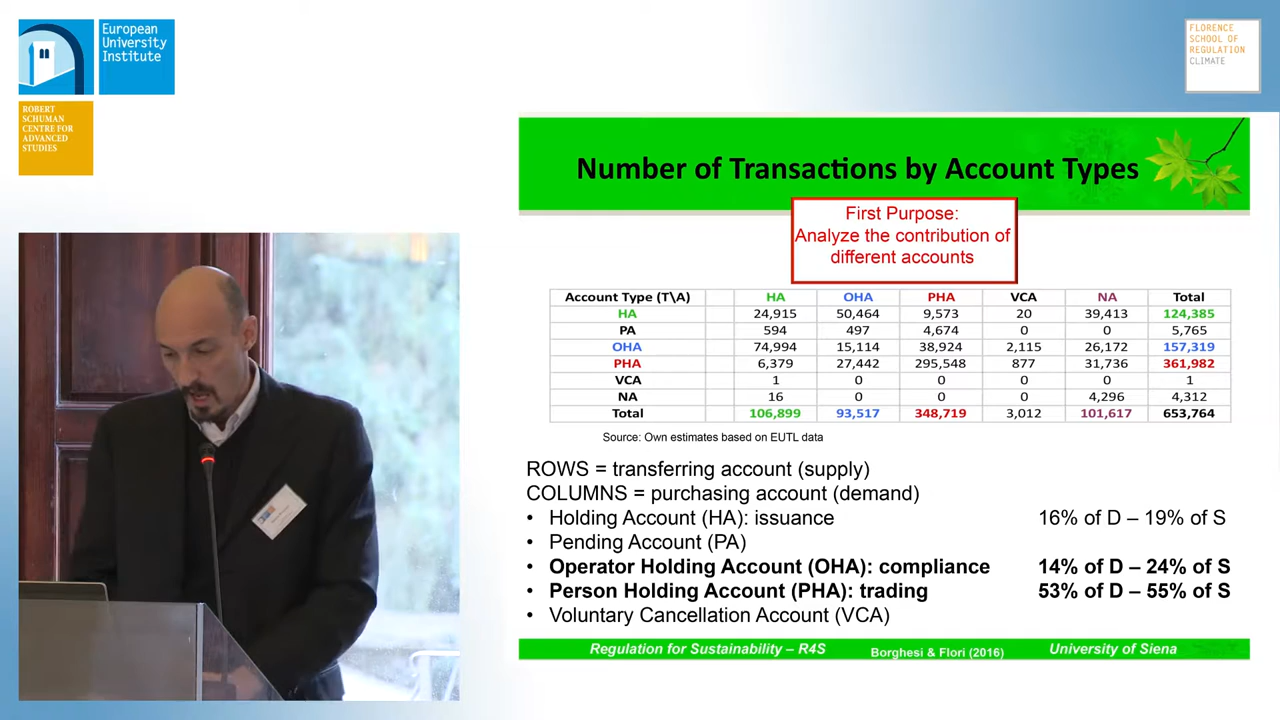 European
University
Institute
ROBERT
SCHUMAN
CENTRE FOR
ADVANCED
STUDIES
FLORENCE
SCHOOL OF
REGULATION
CLIMATE
Number of Transactions by Account Types
First Purpose:
Analyze the contribution of
different accounts
Account Type (T\A) HA OHA PHA VCA NA Total
HA 24,915 50,464 9,573 20 39,413 124,385
PA 594 497 4,674 0 0 5,765
OHA 74,994 15,114 38,924 2,115 26,172 157,319
PHA 6,379 27,442 295,548 877 31,736 361,982
VCA 1 0 0 0 0 1
NA 16 0 0 0 4,296 4,312
Total 106,899 93,517 348,719 3,012 101,617 653,764
Source: Own estimates based on EUTL data
ROWS = transferring account (supply)
COLUMNS = purchasing account (demand)
• Holding Account (HA): issuance 16% of D – 19% of S
• Pending Account (PA)
• Operator Holding Account (OHA): compliance 14% of D – 24% of S
• Person Holding Account (PHA): trading 53% of D – 55% of S
• Voluntary Cancellation Account (VCA)
Regulation for Sustainability – R4S Borghesi & Flori (2016) University of Siena